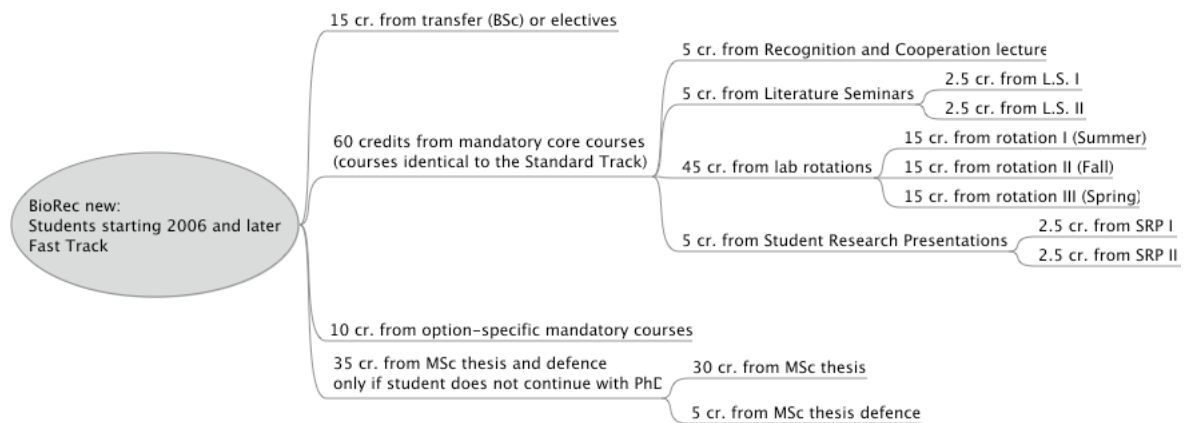 BioRec new:
Students starting 2006 and later
Fast Track
15 cr. from transfer (BSc) or electives
60 credits from mandatory core courses
(courses identical to the Standard Track)
5 cr. from Recognition and Cooperation lecture
5 cr. from Literature Seminars
2.5 cr. from L.S. I
2.5 cr. from L.S. II
45 cr. from lab rotations
15 cr. from rotation I (Summer)
15 cr. from rotation II (Fall)
15 cr. from rotation III (Spring)
5 cr. from Student Research Presentations
2.5 cr. from SRP I
2.5 cr. from SRP II
10 cr. from option-specific mandatory courses
35 cr. from MSc thesis and defence
only if student does not continue with PhD
30 cr. from MSc thesis
5 cr. from MSc thesis defence